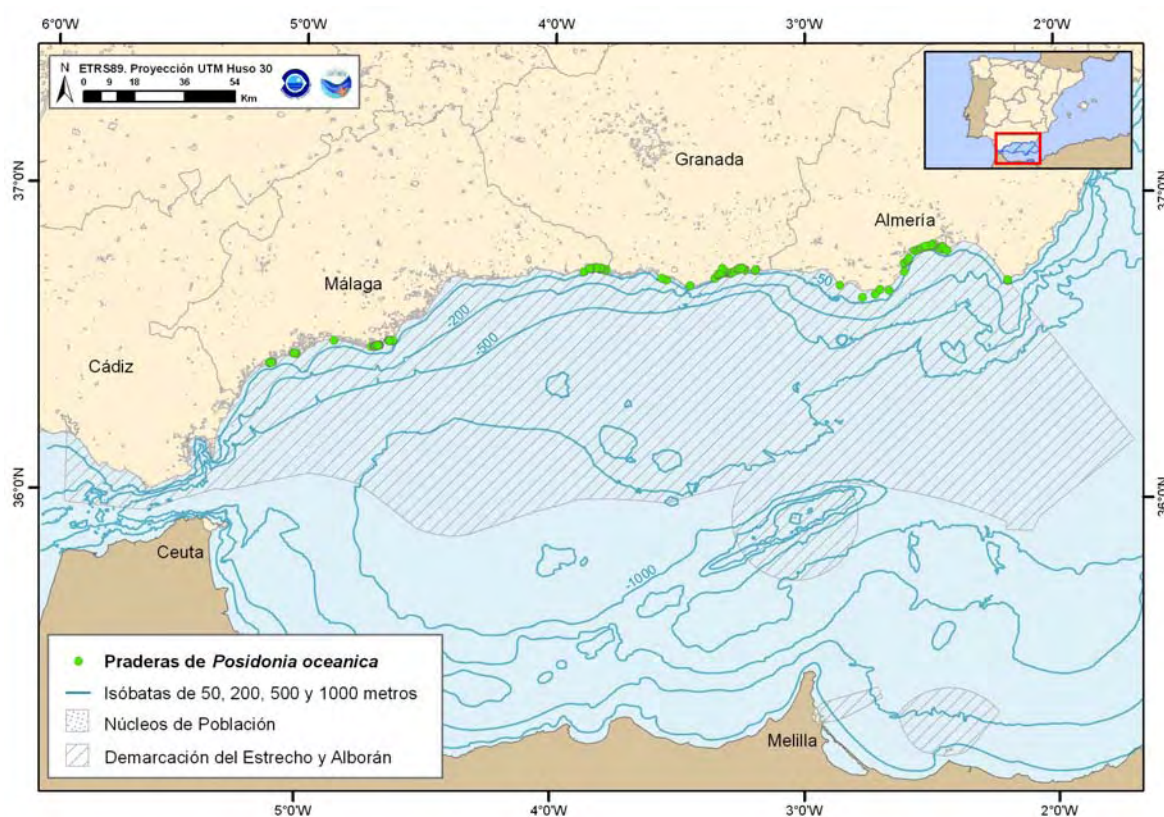 6°0'W 5°0'W 4°0'W 3°0'W 2°0'W
N ETRS89. Proyección UTM Huso 30
0 9 18 36 54
Km
37°0'N
37°0'N
Granada
Almería
Málaga
Cádiz
-50
-200
-500
36°0'N
36°0'N
Ceuta
-1000
Melilla
Praderas de Posidonia oceanica
Isóbatas de 50, 200, 500 y 1000 metros
Núcleos de Población
Demarcación del Estrecho y Alborán
5°0'W 4°0'W 3°0'W 2°0'W